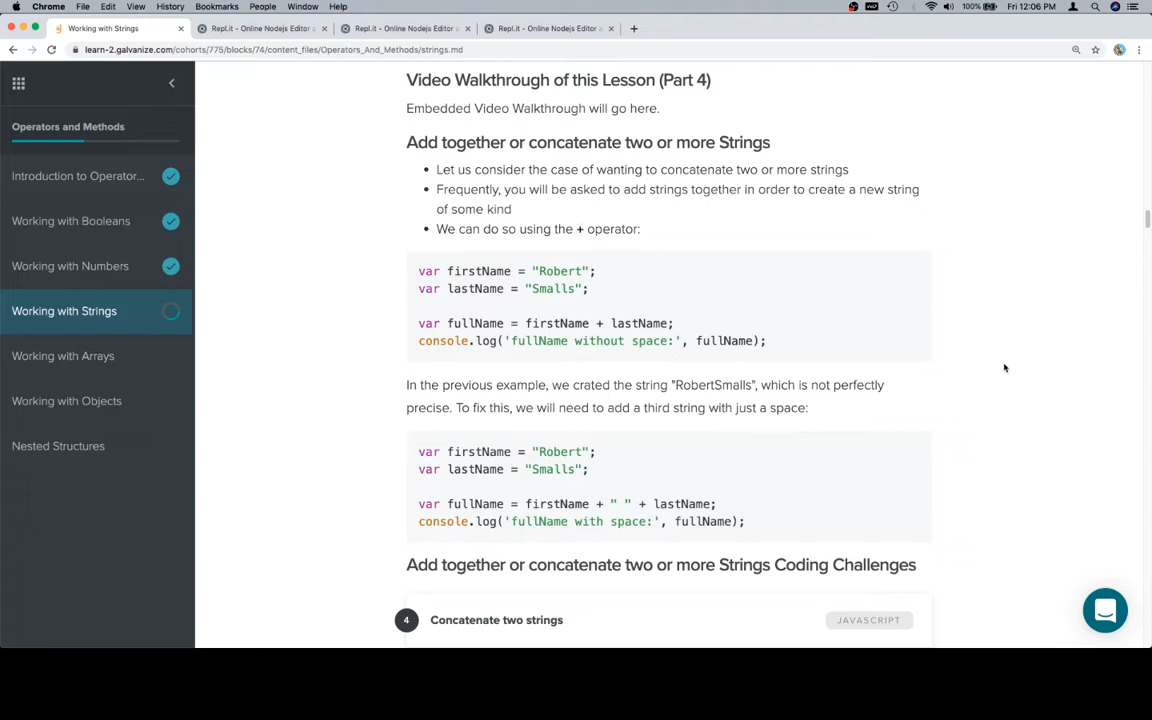 Chrome File Edit View History Bookmarks People Window Help 100% Fri 12:06 PM
Working with Strings × Repl.it - Online Nodejs Editor × Repl.it - Online Nodejs Editor × Repl.it - Online Nodejs Editor × +
learn-2.galvanize.com/cohorts/775/blocks/74/content_files/Operators_And_Methods/strings.md
Operators and Methods
Introduction to Operator...
Working with Booleans
Working with Numbers
Working with Strings
Working with Arrays
Working with Objects
Nested Structures
Video Walkthrough of this Lesson (Part 4)
Embedded Video Walkthrough will go here.
Add together or concatenate two or more Strings
• Let us consider the case of wanting to concatenate two or more strings
• Frequently, you will be asked to add strings together in order to create a new string
of some kind
• We can do so using the + operator:
var firstName = "Robert";
var lastName = "Smalls";
var fullName = firstName + lastName;
console.log('fullName without space:', fullName);
In the previous example, we crated the string "RobertSmalls", which is not perfectly
precise. To fix this, we will need to add a third string with just a space:
var firstName = "Robert";
var lastName = "Smalls";
var fullName = firstName + " " + lastName;
console.log('fullName with space:', fullName);
Add together or concatenate two or more Strings Coding Challenges
4 Concatenate two strings JAVASCRIPT